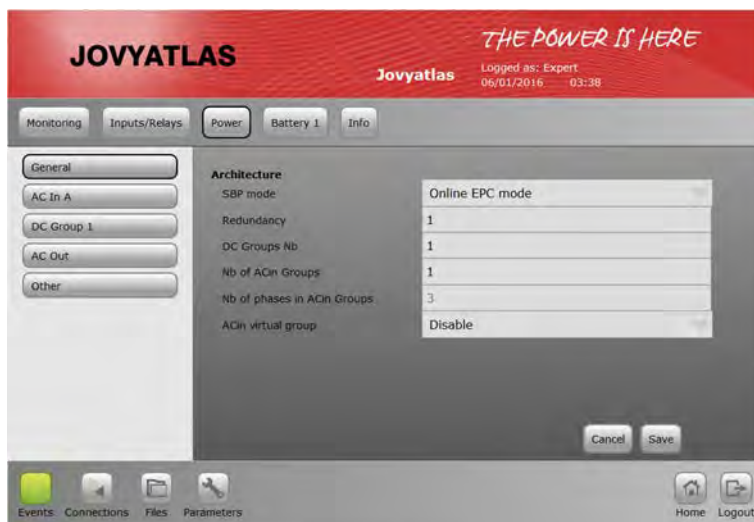 THE POWER IS HERE
JOVYATLAS
Jovyatlas
Logged as: Expert
06/01/2016 03:38
Monitoring Inputs/Relays Power Battery 1 Info
General
AC In A
DC Group 1
AC Out
Other
Architecture
SBP mode Online EPC mode
Redundancy 1
DC Groups Nb 1
Nb of ACin Groups 1
Nb of phases in ACin Groups 3
ACin virtual group Disable
Cancel Save
Events Connections Files Parameters Home Logout